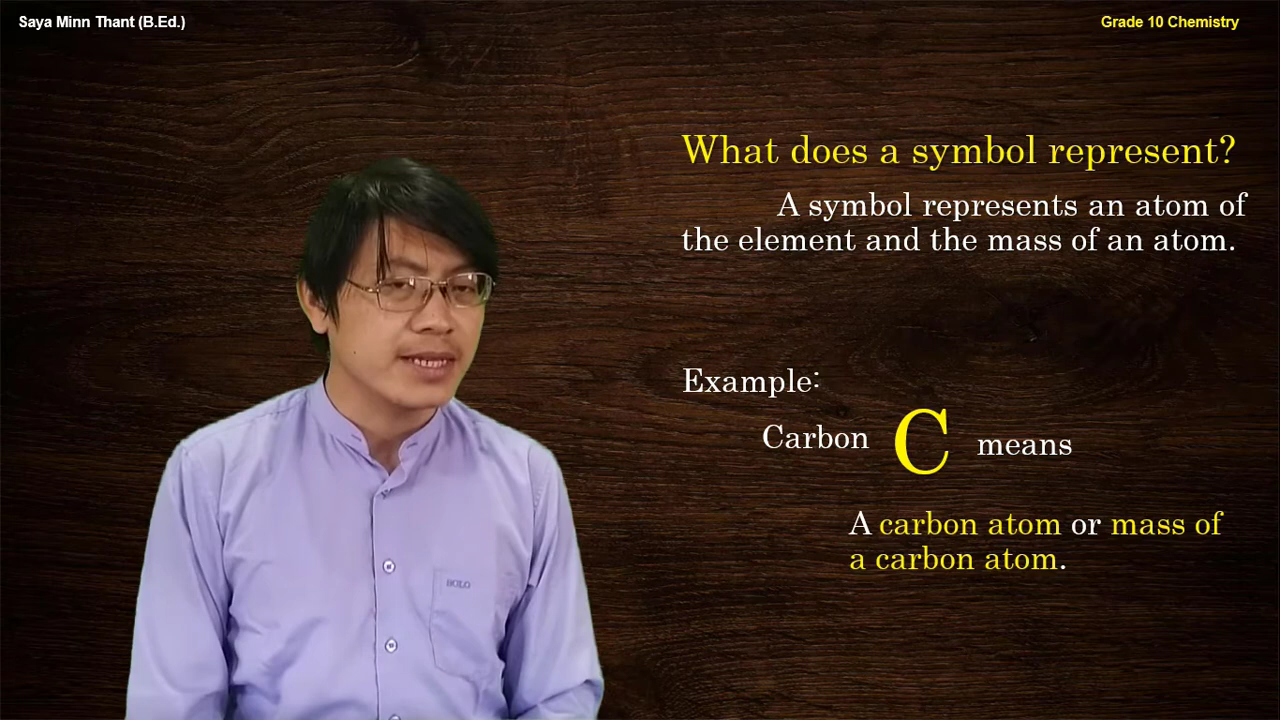 Saya Minn Thant (B.Ed.)
Grade 10 Chemistry
What does a symbol represent?
A symbol represents an atom of
the element and the mass of an atom.
Example:
Carbon C means
A carbon atom or mass of
a carbon atom.